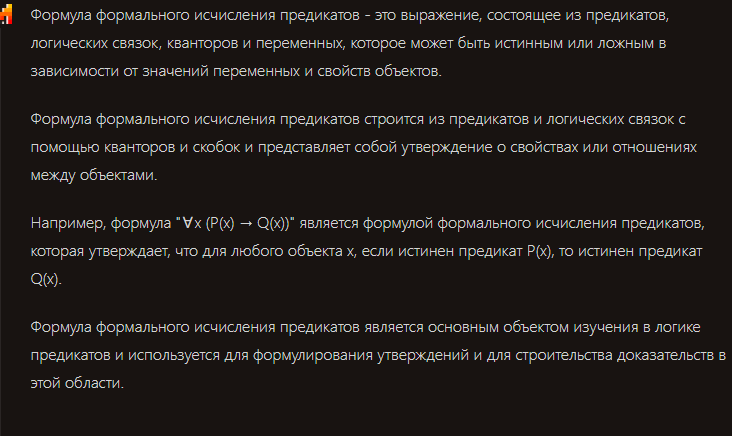 Формула формального исчисления предикатов - это выражение, состоящее из предикатов,
логических связок, кванторов и переменных, которое может быть истинным или ложным в
зависимости от значений переменных и свойств объектов.
Формула формального исчисления предикатов строится из предикатов и логических связок с
помощью кванторов и скобок и представляет собой утверждение о свойствах или отношениях
между объектами.
Например, формула "∀x (P(x) → Q(x))" является формулой формального исчисления предикатов,
которая утверждает, что для любого объекта x, если истинен предикат P(x), то истинен предикат
Q(x).
Формула формального исчисления предикатов является основным объектом изучения в логике
предикатов и используется для формулирования утверждений и для строительства доказательств в
этой области.